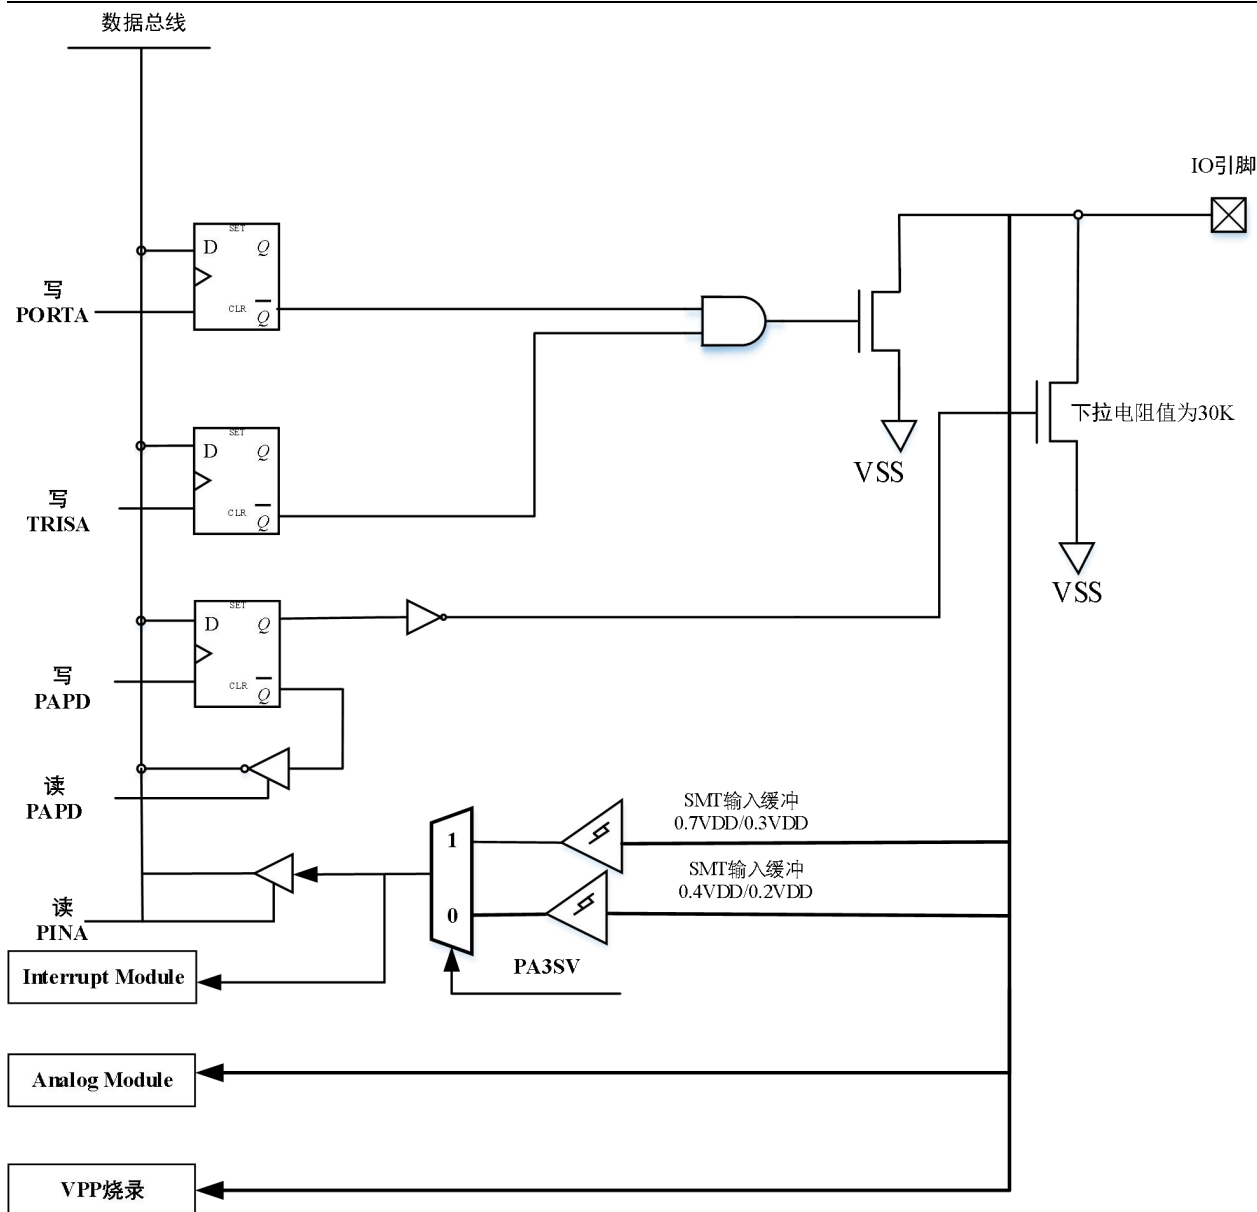 数据总线
IO引脚
SET
D
Q
写
PORTA
CLR
Q
SET
D
Q
写
TRISA
CLR
Q
下拉电阻值为30K
VSS
VSS
SET
D
Q
写
PAPD
CLR
Q
读
PAPD
SMT输入缓冲
0.7VDD/0.3VDD
1
SMT输入缓冲
0.4VDD/0.2VDD
0
读
PINA
PA3SV
Interrupt Module
Analog Module
VPP烧录